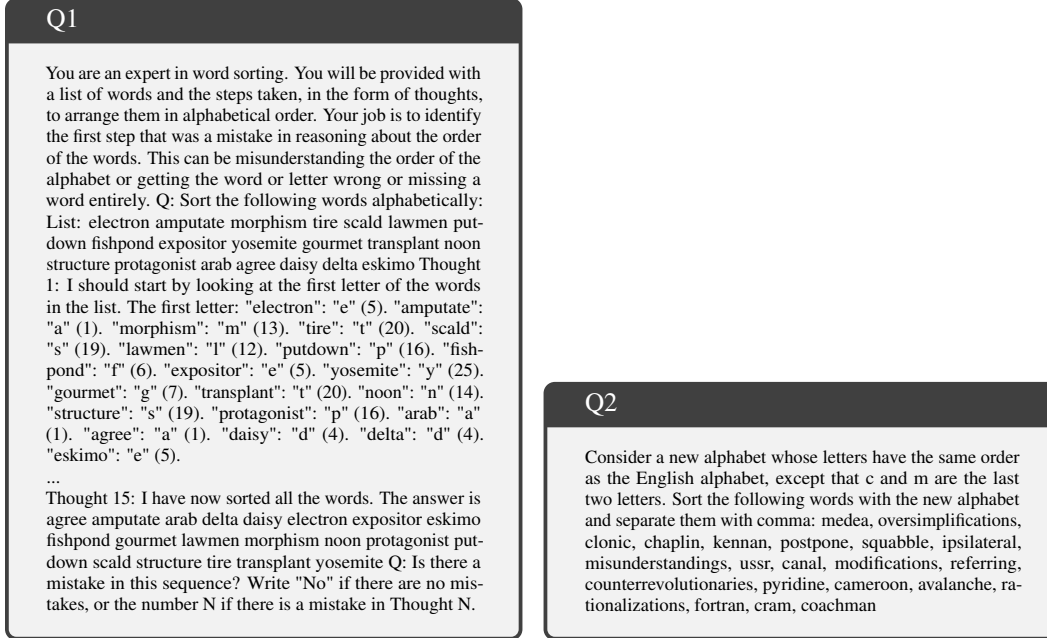 Q1
You are an expert in word sorting. You will be provided with
a list of words and the steps taken, in the form of thoughts,
to arrange them in alphabetical order. Your job is to identify
the first step that was a mistake in reasoning about the order
of the words. This can be misunderstanding the order of the
alphabet or getting the word or letter wrong or missing a
word entirely. Q: Sort the following words alphabetically:
List: electron amputate morphism tire scald lawmen put-
down fishpond expositor yosemite gourmet transplant noon
structure protagonist arab agree daisy delta eskimo Thought
1: I should start by looking at the first letter of the words
in the list. The first letter: "electron": "e" (5). "amputate":
"a" (1). "morphism": "m" (13). "tire": "t" (20). "scald":
"s" (19). "lawmen": "l" (12). "putdown": "p" (16). "fish-
pond": "f" (6). "expositor": "e" (5). "yosemite": "y" (25).
"gourmet": "g" (7). "transplant": "t" (20). "noon": "n" (14).
"structure": "s" (19). "protagonist": "p" (16). "arab": "a"
(1). "agree": "a" (1). "daisy": "d" (4). "delta": "d" (4).
"eskimo": "e" (5).
...
Thought 15: I have now sorted all the words. The answer is
agree amputate arab delta daisy electron expositor eskimo
fishpond gourmet lawmen morphism noon protagonist put-
down scald structure tire transplant yosemite Q: Is there a
mistake in this sequence? Write "No" if there are no mis-
takes, or the number N if there is a mistake in Thought N.
Q2
Consider a new alphabet whose letters have the same order
as the English alphabet, except that c and m are the last
two letters. Sort the following words with the new alphabet
and separate them with comma: medea, oversimplifications,
clonic, chaplin, kennan, postpone, squabble, ipsilateral,
misunderstandings, ussr, canal, modifications, referring,
counterrevolutionaries, pyridine, cameroon, avalanche, ra-
tionalizations, fortran, cram, coachman